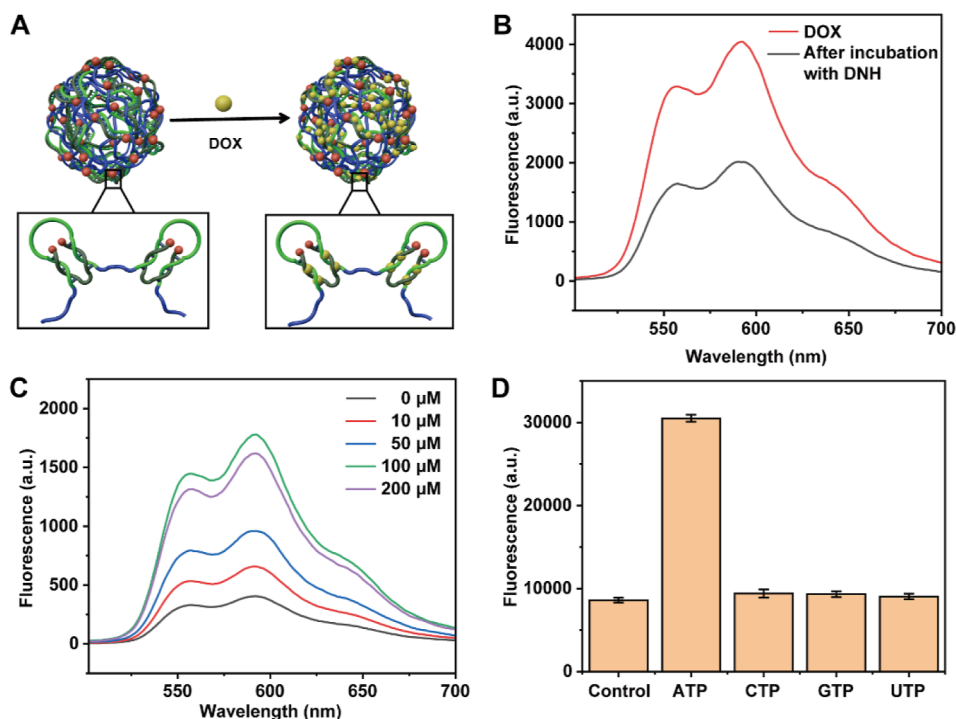 A
DOX
B
DOX
After incubation
with DNH
Fluorescence (a.u.)
4000
3000
2000
1000
0
550
600
650
700
Wavelength (nm)
C
0 μM
10 μM
50 μM
100 μM
200 μM
Fluorescence (a.u.)
2000
1500
1000
500
0
550
600
650
700
Wavelength (nm)
D
Fluorescence (a.u.)
30000
20000
10000
0
Control
ATP
CTP
GTP
UTP